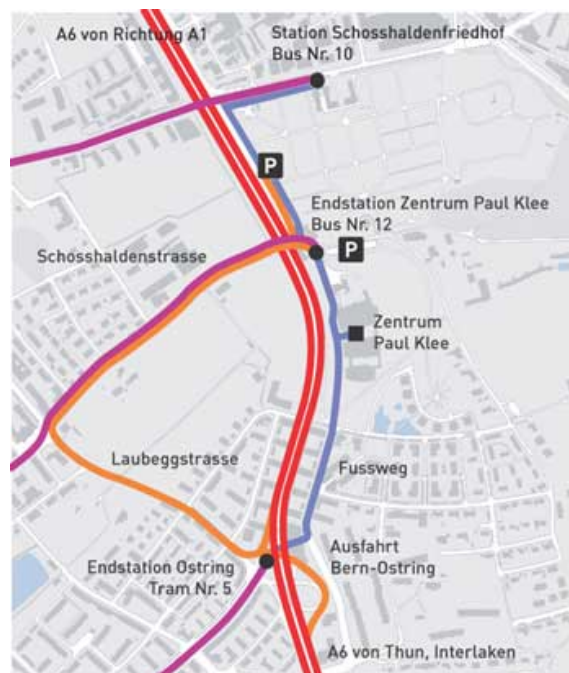 A6 von Richtung A1
Station Schosshaldenfriedhof
Bus Nr. 10
P
Endstation Zentrum Paul Klee
Bus Nr. 12
P
Schosshaldenstrasse
Zentrum
Paul Klee
Laubeggstrasse
Fussweg
Endstation Ostring
Tram Nr. 5
Ausfahrt
Bern-Ostring
A6 von Thun, Interlaken